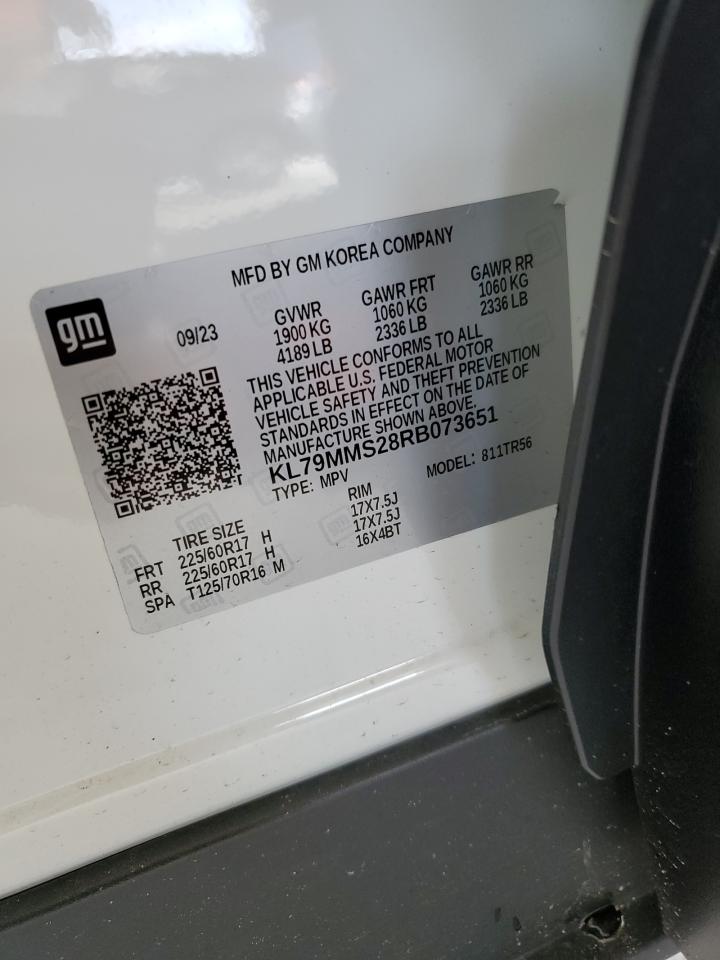 MFD BY GM KOREA COMPANY
gm
09/23
GVWR GAWR FRT GAWR RR
1900 KG 1060 KG 1060 KG
4189 LB 2336 LB 2336 LB
THIS VEHICLE CONFORMS TO ALL
APPLICABLE U.S. FEDERAL MOTOR
VEHICLE SAFETY AND THEFT PREVENTION
STANDARDS IN EFFECT ON THE DATE OF
MANUFACTURE SHOWN ABOVE.
KL79MMS28RB073651
TYPE: MPV MODEL: 811TR56
TIRE SIZE RIM
FRT 225/60R17 H 17X7.5J
RR 225/60R17 H 17X7.5J
SPA T125/70R16 M 16X4BT